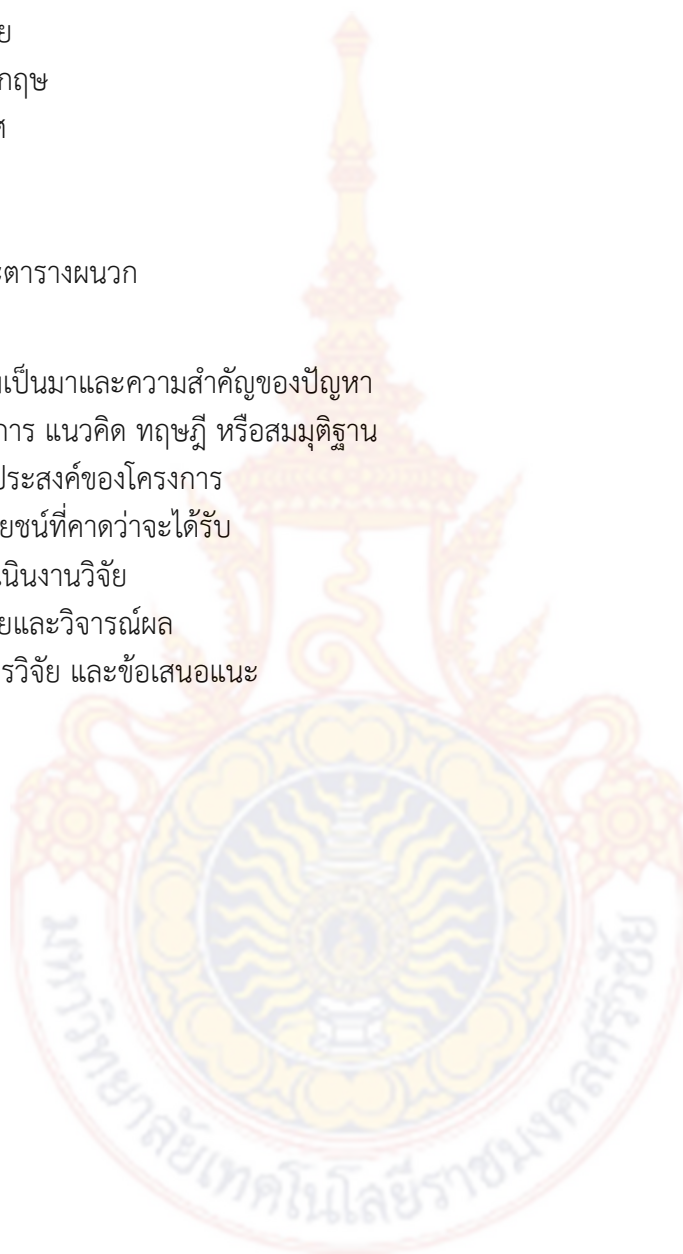 ย
กฤษ
ศ
ะตารางผนวก
มเป็นมาและความสำคัญของปัญหา
การ แนวคิด ทฤษฎี หรือสมมุติฐาน
ประสงค์ของโครงการ
ยชน์ที่คาดว่าจะได้รับ
นินงานวิจัย
ยและวิจารณ์ผล
รวิจัย และข้อเสนอแนะ
มหาวิทยาลัยเทคโนโลยีราชมงคลศรีวิชัย